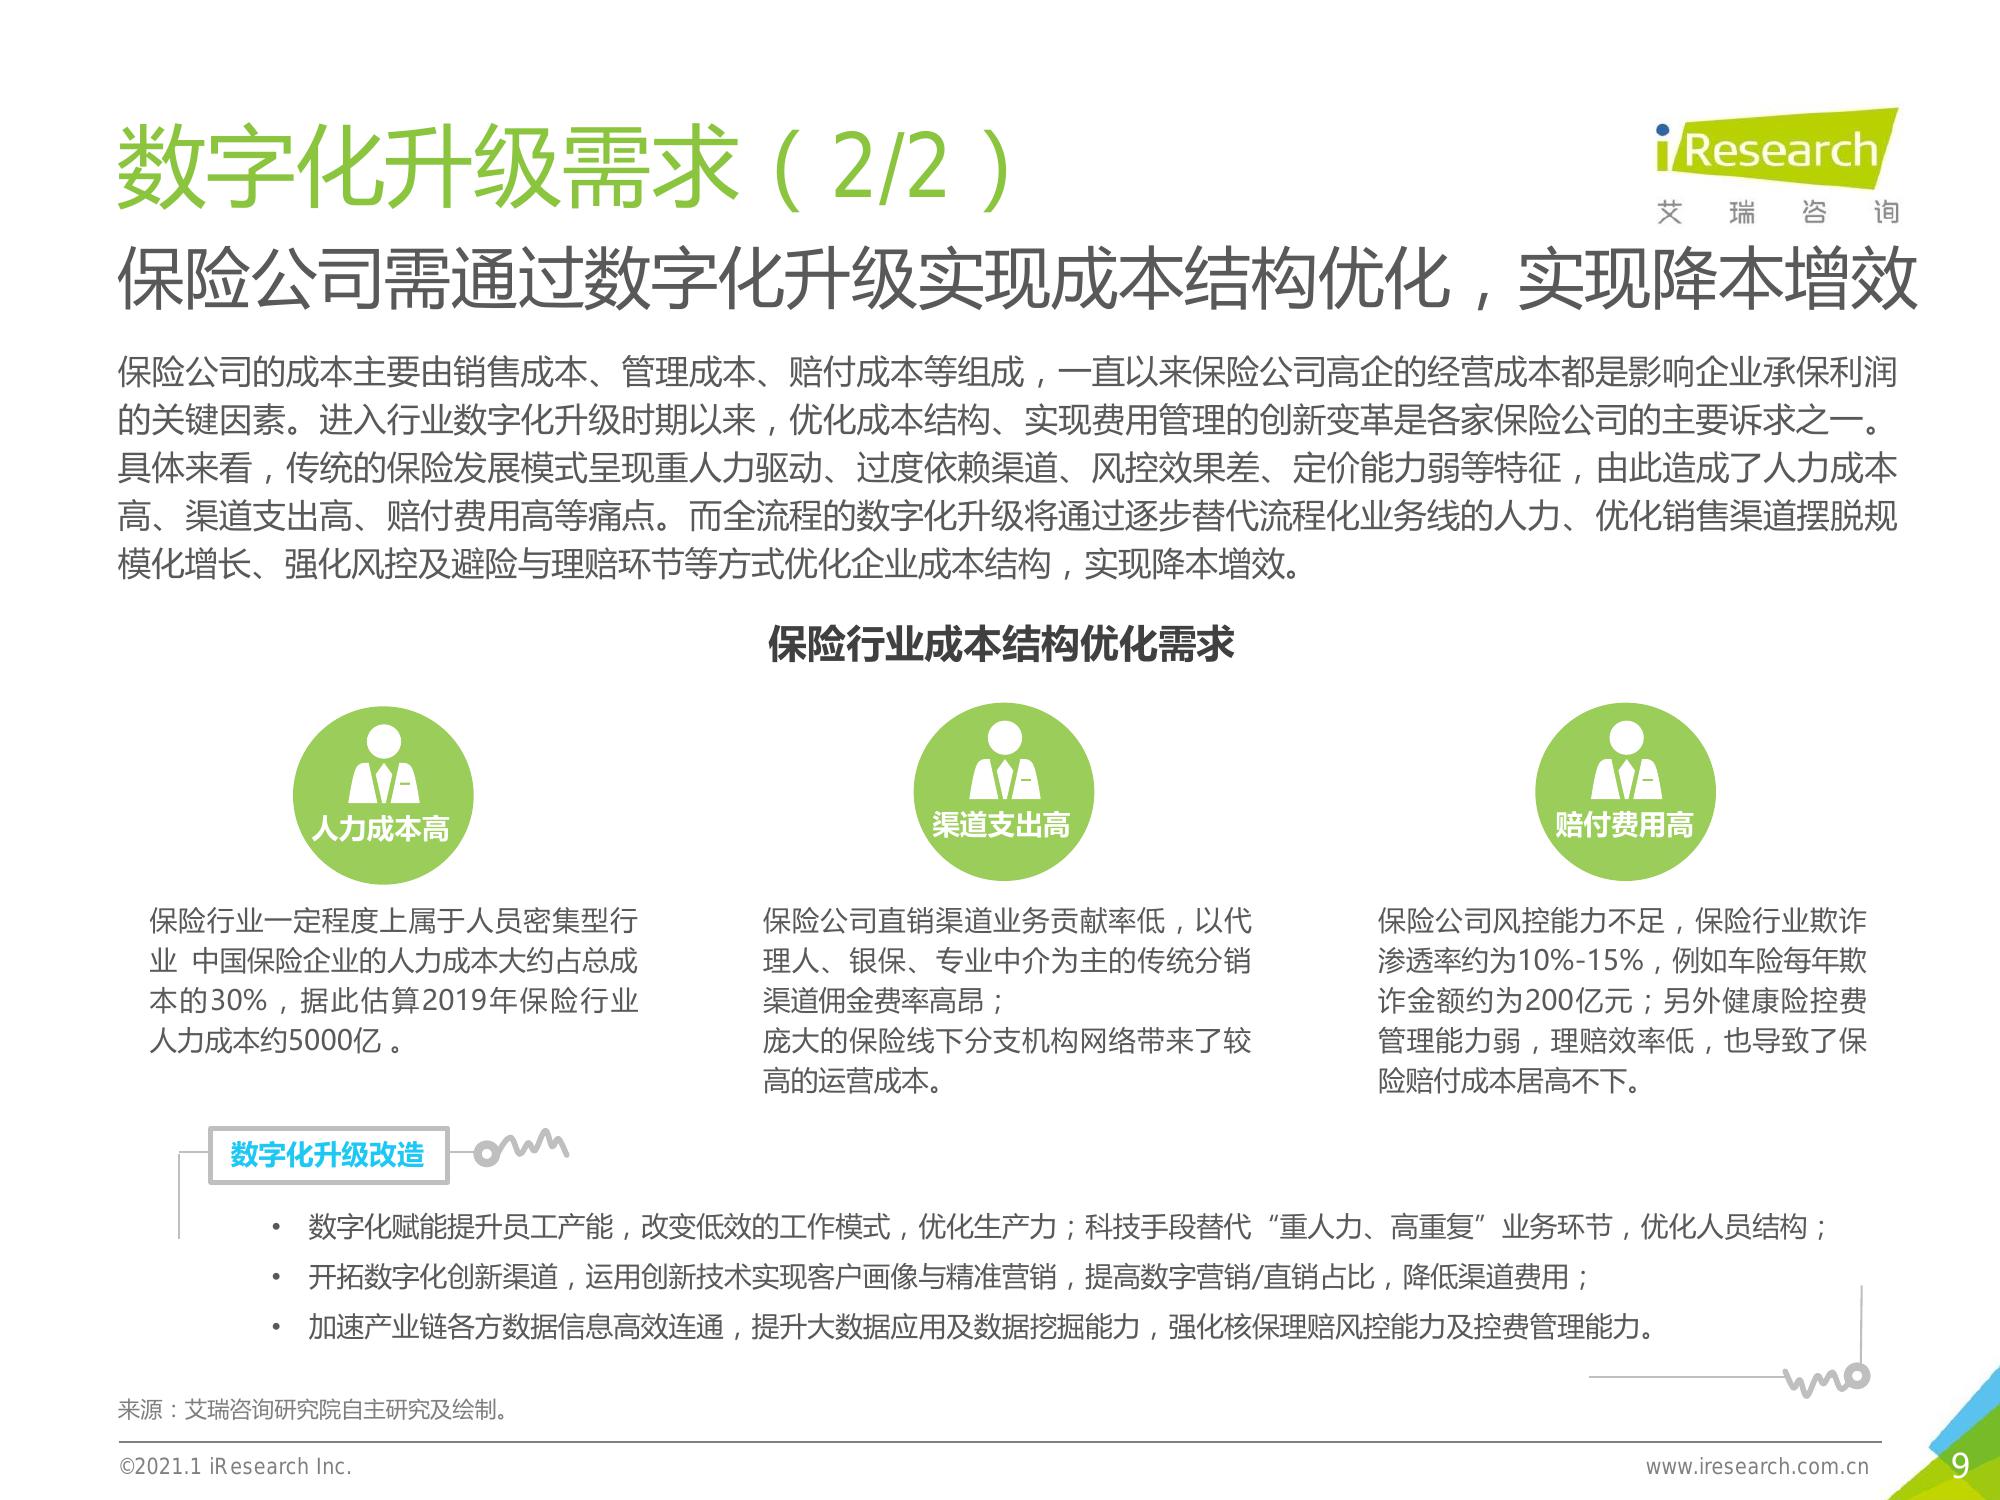 数字化升级需求（2/2）
iResearch
艾瑞咨询
保险公司需通过数字化升级实现成本结构优化，实现降本增效
保险公司的成本主要由销售成本、管理成本、赔付成本等组成，一直以来保险公司高企的经营成本都是影响企业承保利润
的关键因素。进入行业数字化升级时期以来，优化成本结构、实现费用管理的创新变革是各家保险公司的主要诉求之一。
具体来看，传统的保险发展模式呈现重人力驱动、过度依赖渠道、风控效果差、定价能力弱等特征，由此造成了人力成本
高、渠道支出高、赔付费用高等痛点。而全流程的数字化升级将通过逐步替代流程化业务线的人力、优化销售渠道摆脱规
模化增长、强化风控及避险与理赔环节等方式优化企业成本结构，实现降本增效。
保险行业成本结构优化需求
人力成本高
保险行业一定程度上属于人员密集型行
业 中国保险企业的人力成本大约占总成
本的30%，据此估算2019年保险行业
人力成本约5000亿 。
渠道支出高
保险公司直销渠道业务贡献率低，以代
理人、银保、专业中介为主的传统分销
渠道佣金费率高昂；
庞大的保险线下分支机构网络带来了较
高的运营成本。
赔付费用高
保险公司风控能力不足，保险行业欺诈
渗透率约为10%-15%，例如车险每年欺
诈金额约为200亿元；另外健康险控费
管理能力弱，理赔效率低，也导致了保
险赔付成本居高不下。
数字化升级改造
• 数字化赋能提升员工产能，改变低效的工作模式，优化生产力；科技手段替代“重人力、高重复”业务环节，优化人员结构；
• 开拓数字化创新渠道，运用创新技术实现客户画像与精准营销，提高数字营销/直销占比，降低渠道费用；
• 加速产业链各方数据信息高效连通，提升大数据应用及数据挖掘能力，强化核保理赔风控能力及控费管理能力。
来源：艾瑞咨询研究院自主研究及绘制。
©2021.1 iResearch Inc.
www.iresearch.com.cn
9